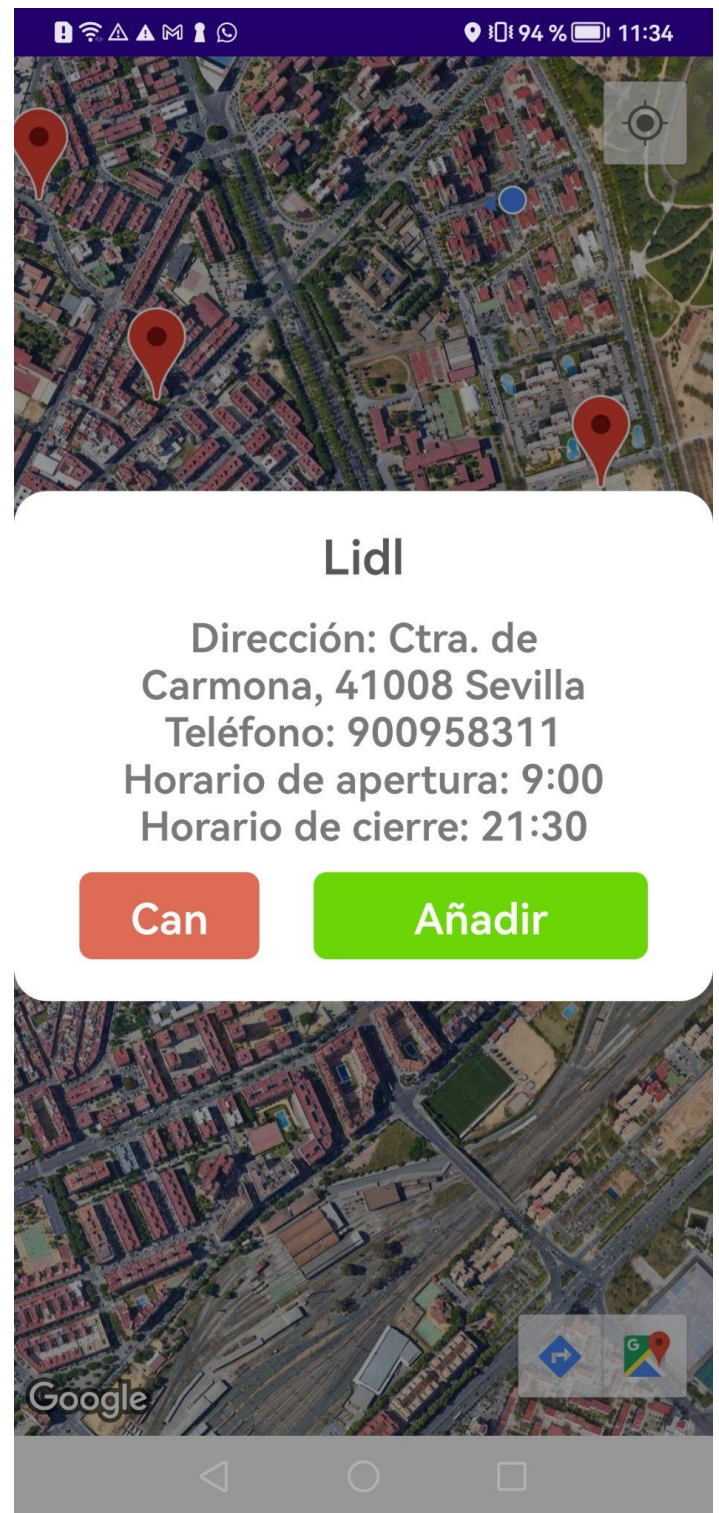 94 % 11:34
Lidl
Dirección: Ctra. de
Carmona, 41008 Sevilla
Teléfono: 900958311
Horario de apertura: 9:00
Horario de cierre: 21:30
Can
Añadir
G
Google